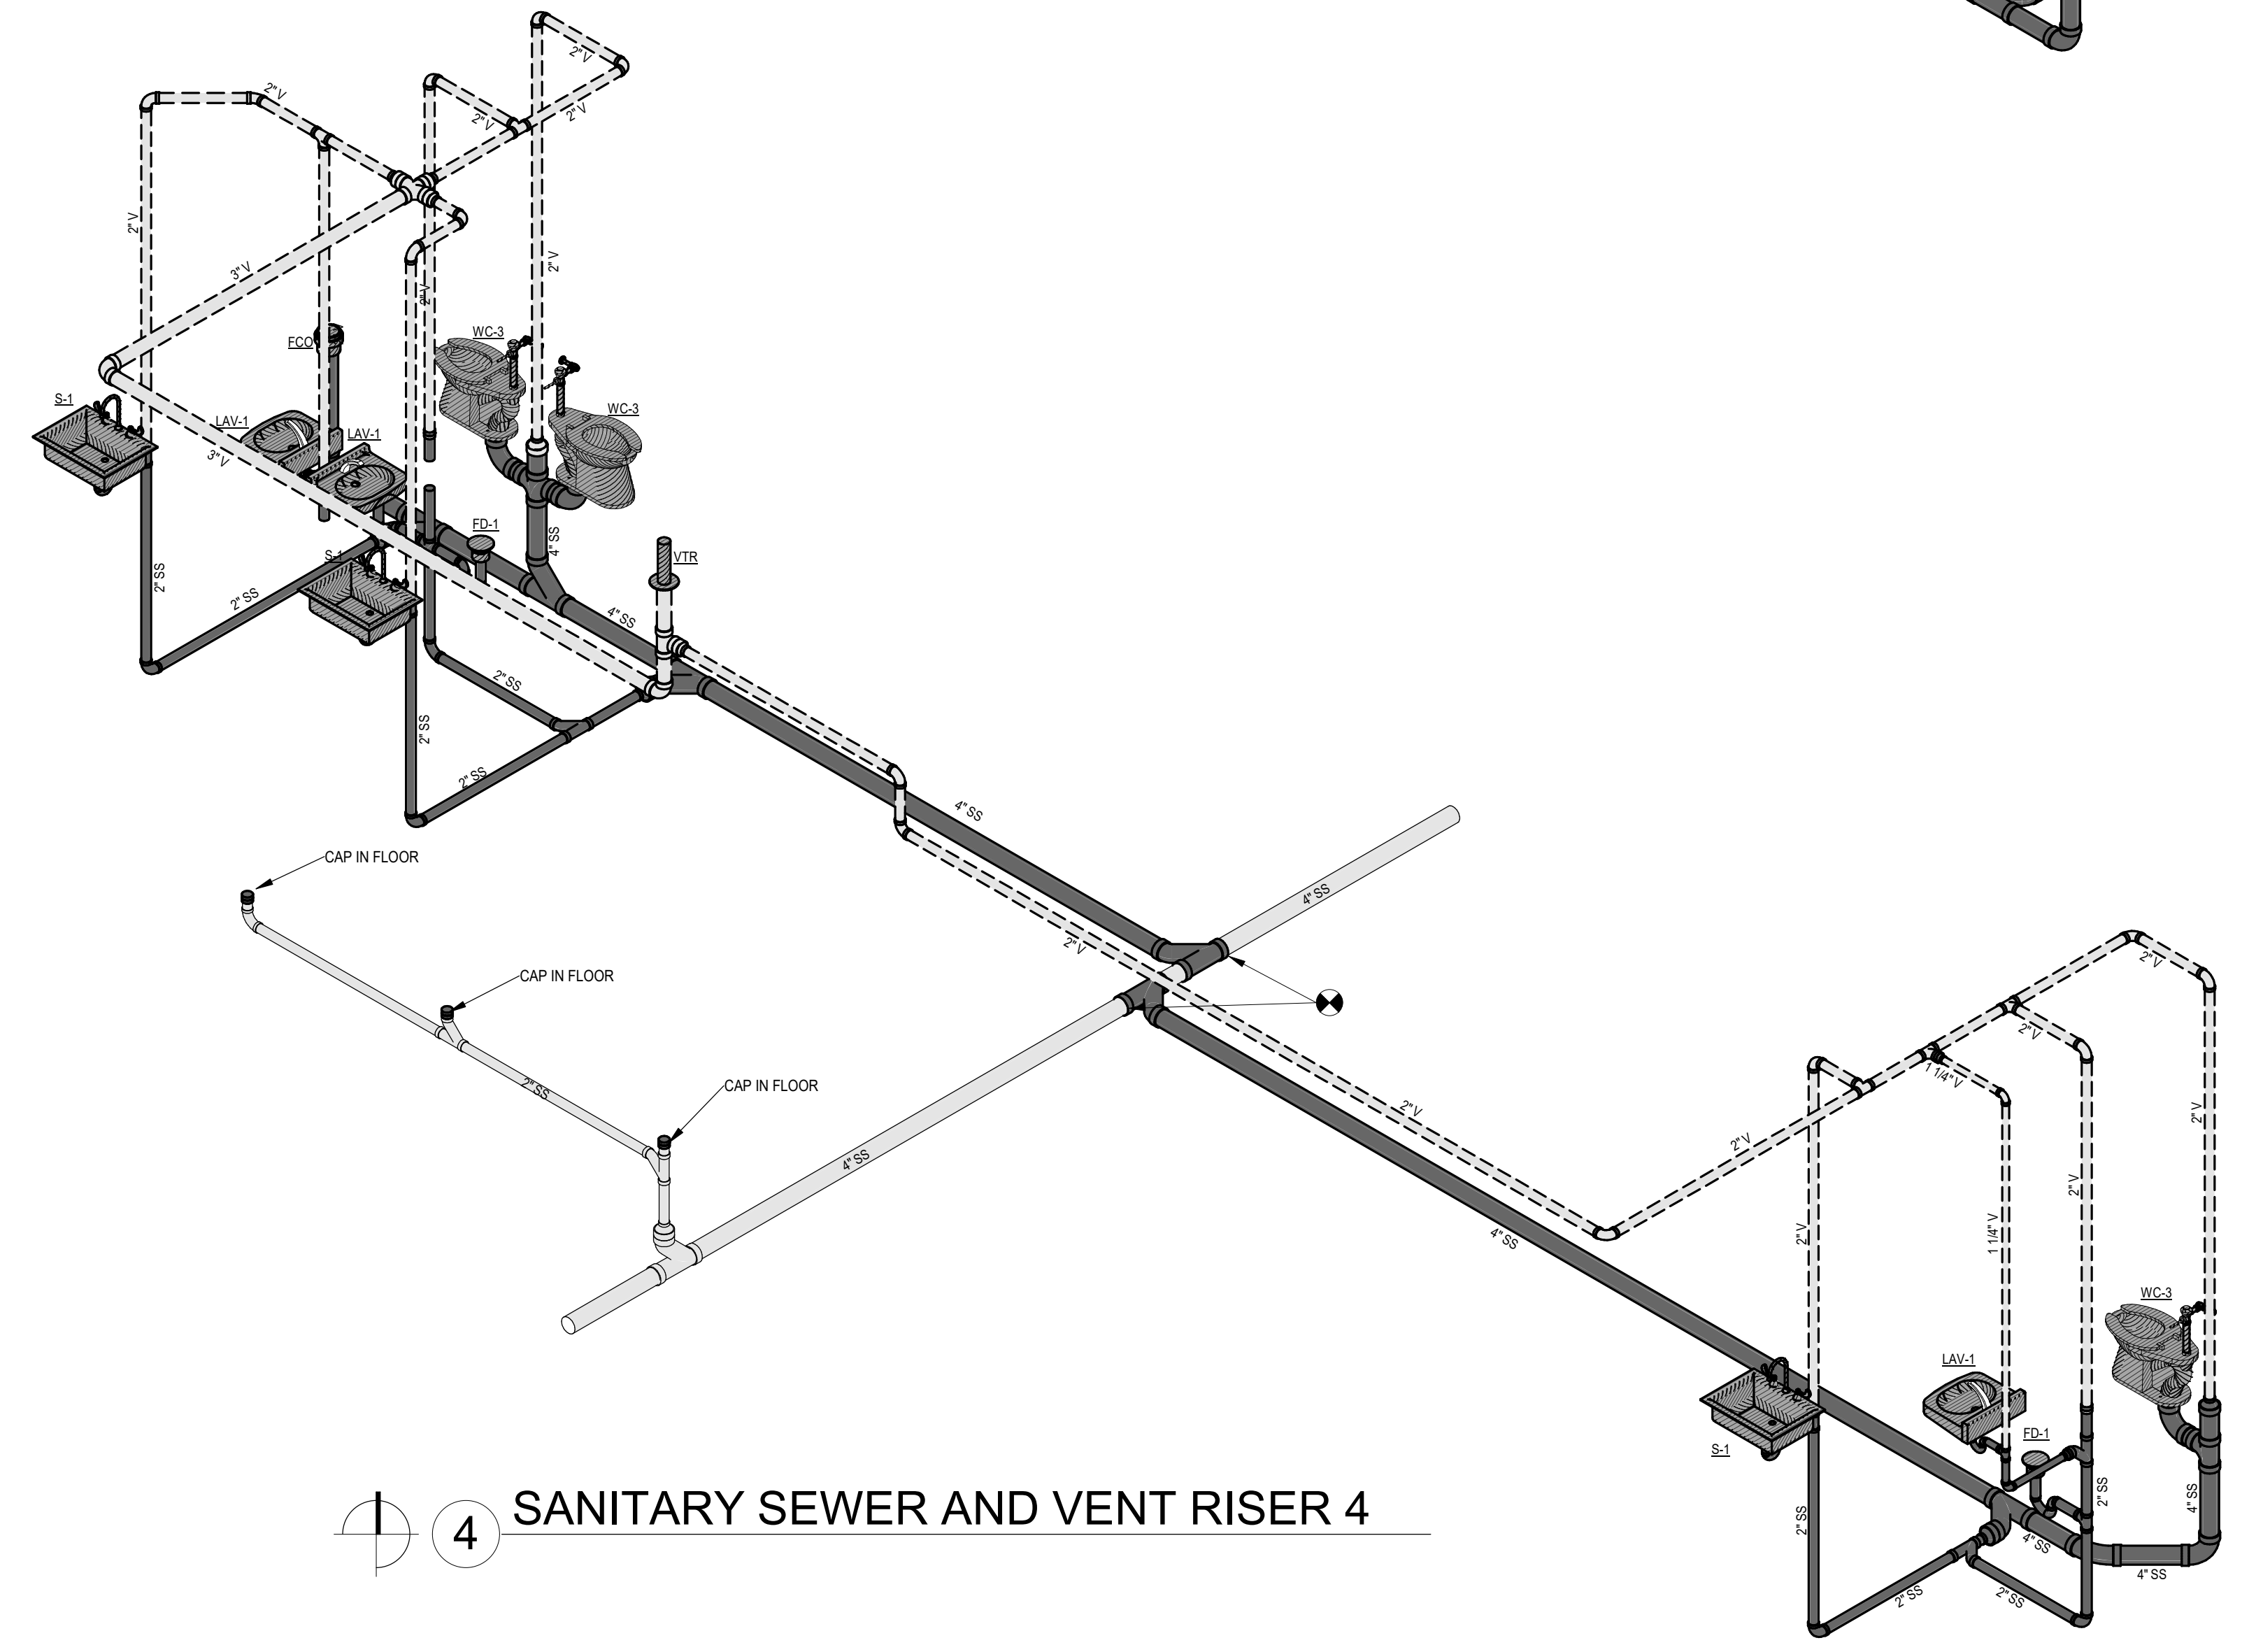 2" V
2" V
2" V
2" V
2" V
2" V
3" V
2" V
2" V
FCO
WC-3
S-1
WC-3
LAV-1
LAV-1
3" V
FD-1
4" SS
VTR
S-1
2" SS
2" SS
4" SS
2" SS
2" SS
2" SS
4" SS
CAP IN FLOOR
4" SS
2" V
CAP IN FLOOR
2" V
2" V
1 1/4" V
CAP IN FLOOR
2" SS
2" V
2" V
2" V
4" SS
2" V
4" SS
2" V
1 1/4" V
WC-3
LAV-1
FD-1
S-1
2" SS
4" SS
2" SS
4" SS
4" SS
2" SS
2" SS
4
SANITARY SEWER AND VENT RISER 4